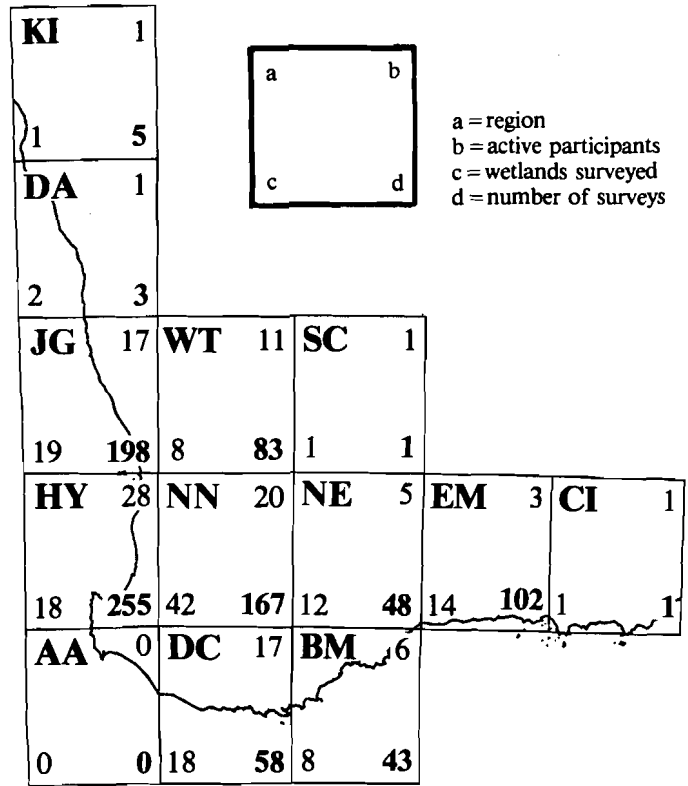 KI 1
1 5
a b
c d
a = region
b = active participants
c = wetlands surveyed
d = number of surveys
DA 1
2 3
JG 17 WT 11 SC 1
19 198 8 83 1 1
HY 28 NN 20 NE 5 EM 3 CI 1
18 255 42 167 12 48 14 102 1 1
AA 0 DC 17 BM 6
0 0 18 58 8 43